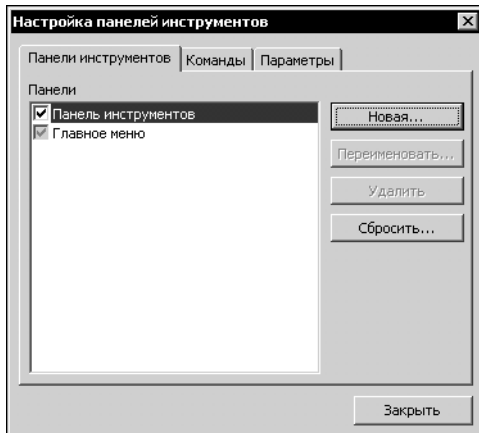 Настройка панелей инструментов
Панели инструментов Команды Параметры
Панели
Панель инструментов
Главное меню
Новая...
Переименовать...
Удалить
Сбросить...
Закрыть